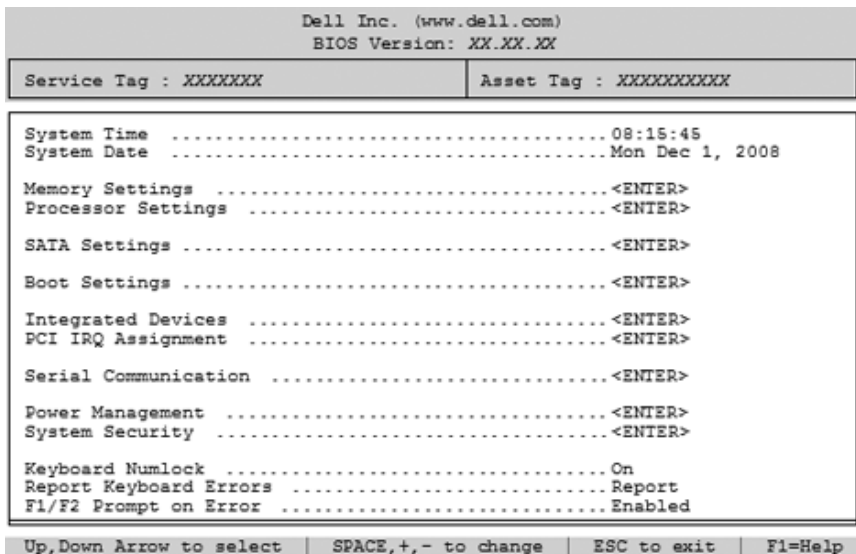 Dell Inc. (www.dell.com)
BIOS Version: XX.XX.XX
Service Tag : XXXXXXX
Asset Tag : XXXXXXXXXX
System Time ......................................08:15:45
System Date ......................................Mon Dec 1, 2008
Memory Settings ..................................<ENTER>
Processor Settings ...............................<ENTER>
SATA Settings .....................................<ENTER>
Boot Settings .....................................<ENTER>
Integrated Devices ...............................<ENTER>
PCI IRQ Assignment ...............................<ENTER>
Serial Communication .............................<ENTER>
Power Management .................................<ENTER>
System Security ..................................<ENTER>
Keyboard Numlock .................................On
Report Keyboard Errors ...........................Report
F1/F2 Prompt on Error ............................Enabled
Up,Down Arrow to select | SPACE,+,- to change | ESC to exit | F1=Help